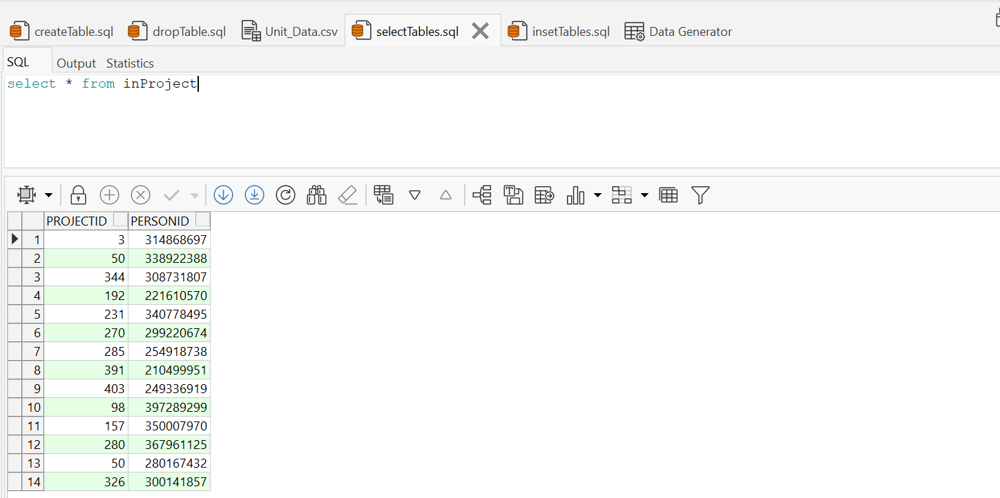 createTable.sql dropTable.sql Unit_Data.csv selectTables.sql insetTables.sql Data Generator
SQL Output Statistics
select * from inProject
PROJECTID PERSONID
1 3 314868697
2 50 338922388
3 344 308731807
4 192 221610570
5 231 340778495
6 270 299220674
7 285 254918738
8 391 210499951
9 403 249336919
10 98 397289299
11 157 350007970
12 280 367961125
13 50 280167432
14 326 300141857